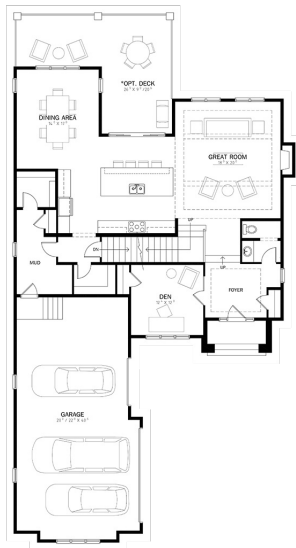 *OPT. DECK
DINING AREA
GREAT ROOM
UP
DN
UP
MUD
DEN
FOYER
GARAGE